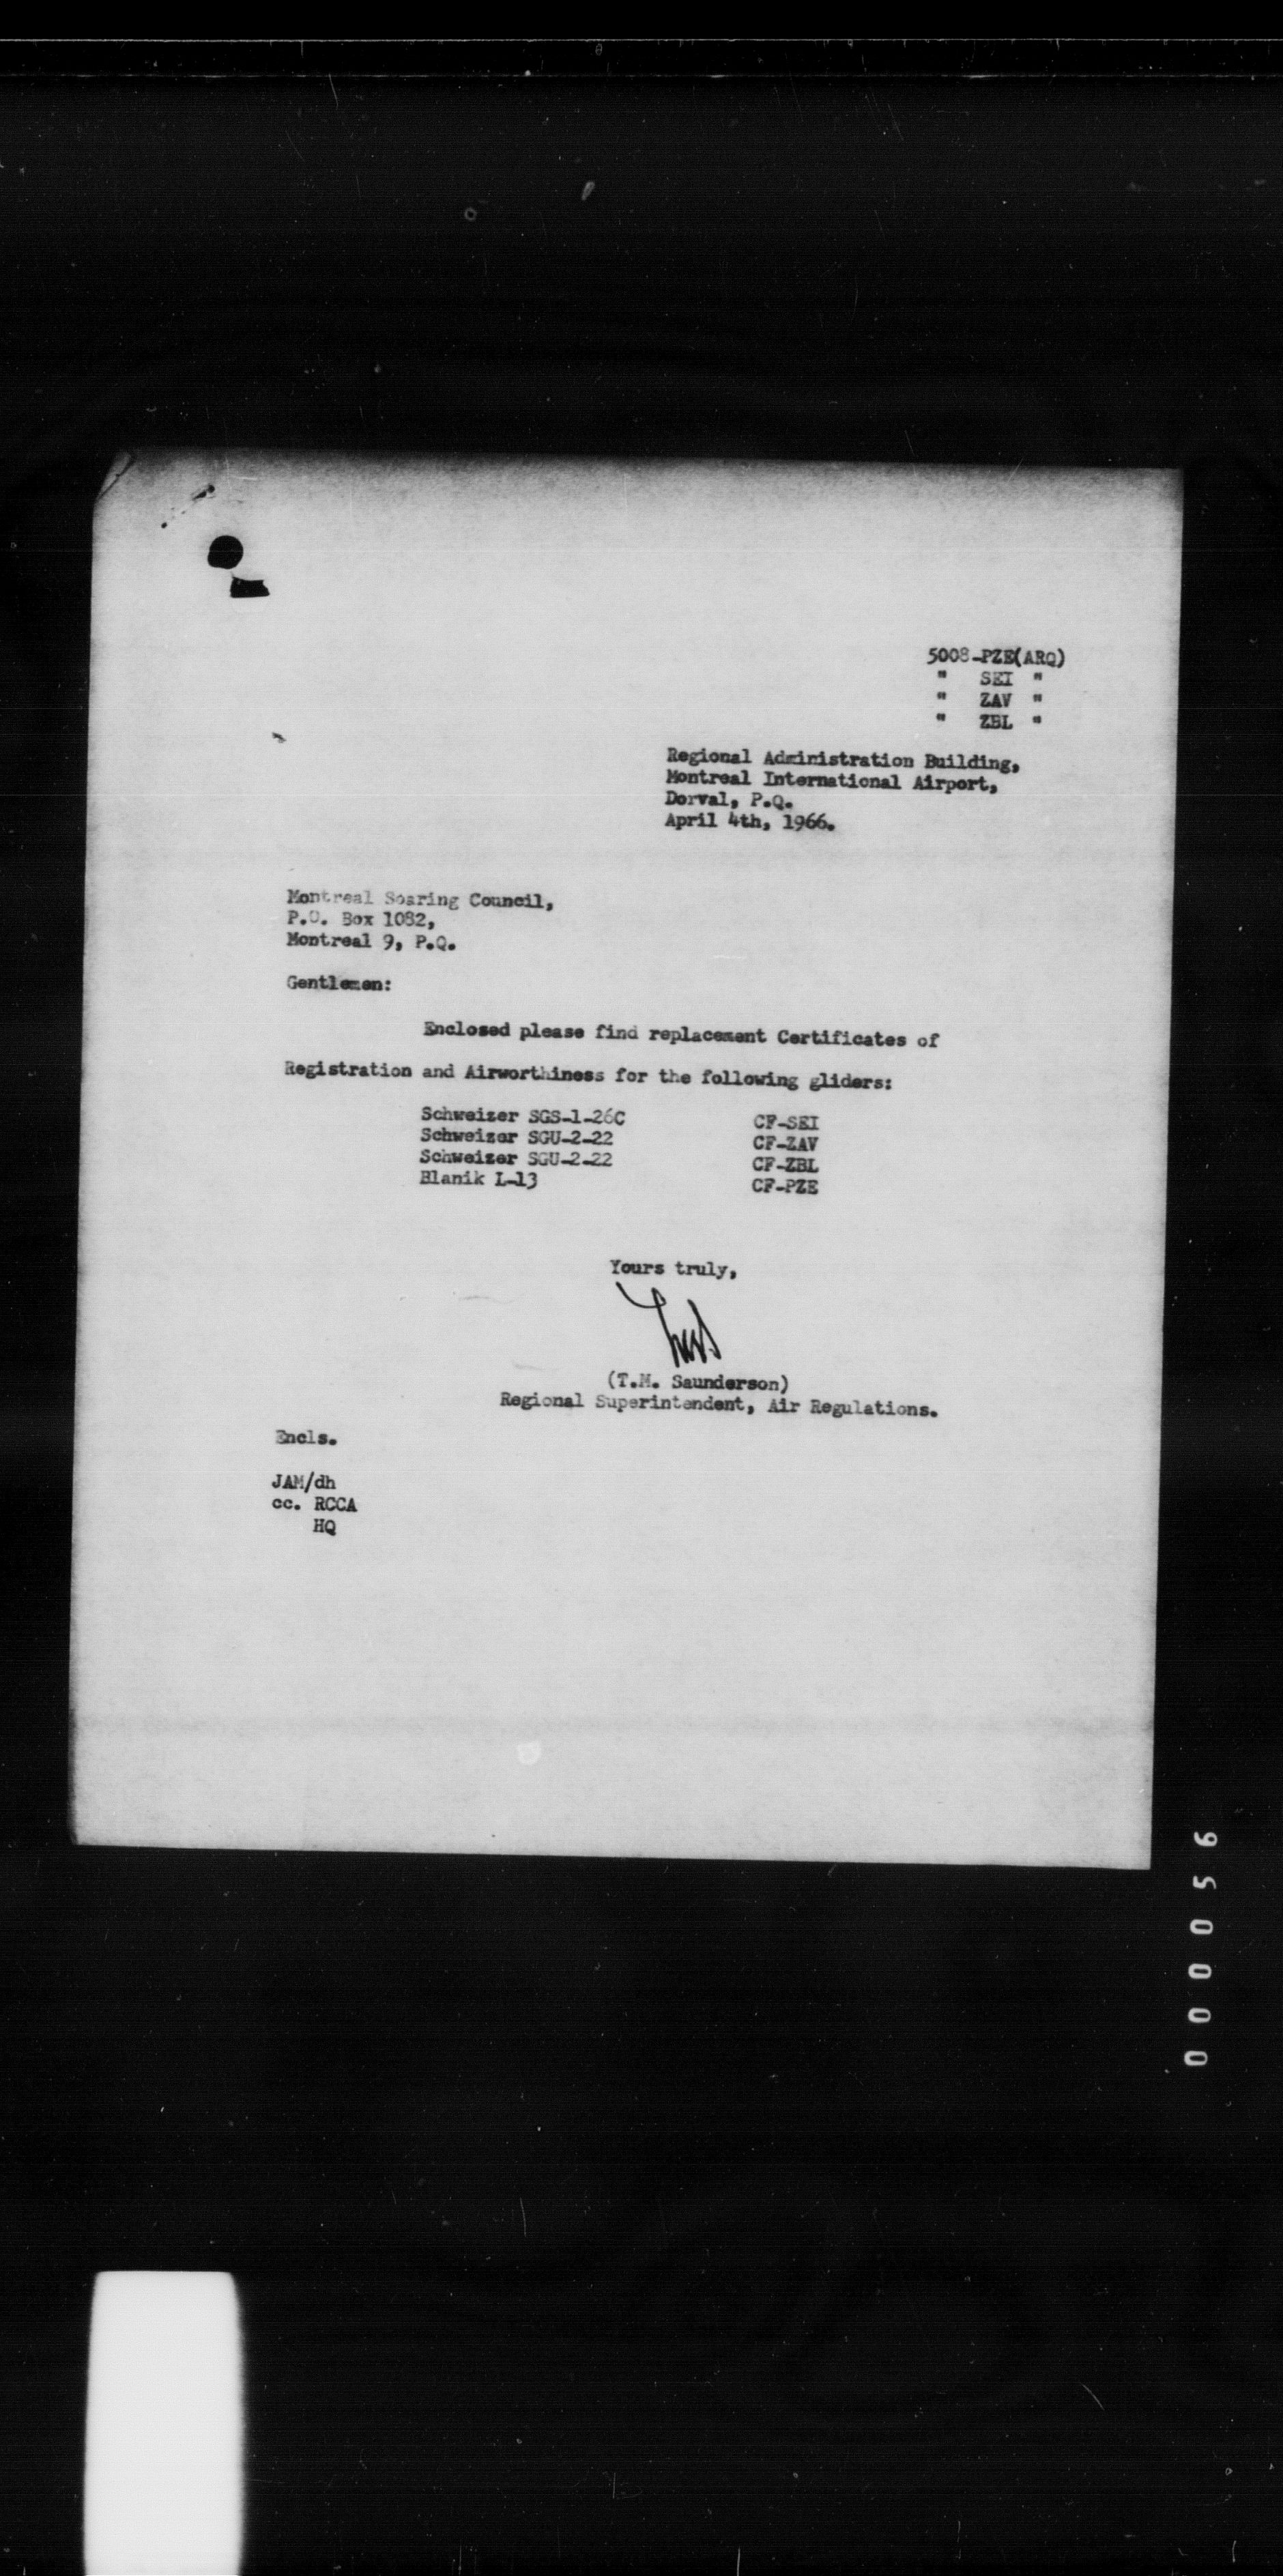 5008-PZE(ARQ)
" SEI "
" ZAV "
" ZBL "
Regional Administration Building,
Montreal International Airport,
Dorval, P.Q.
April 4th, 1966.
Montreal Soaring Council,
P.O. Box 1082,
Montreal 9, P.Q.
Gentlemen:
Enclosed please find replacement Certificates of
Registration and Airworthiness for the following gliders:
Schweizer SGS-1-26C CF-SEI
Schweizer SGU-2-22 CF-ZAV
Schweizer SGU-2-22 CF-ZBL
Blanik L-13 CF-PZE
Yours truly,
(T.M. Saunderson)
Regional Superintendent, Air Regulations.
Encls.
JAM/dh
cc. RCCA
HQ
000056